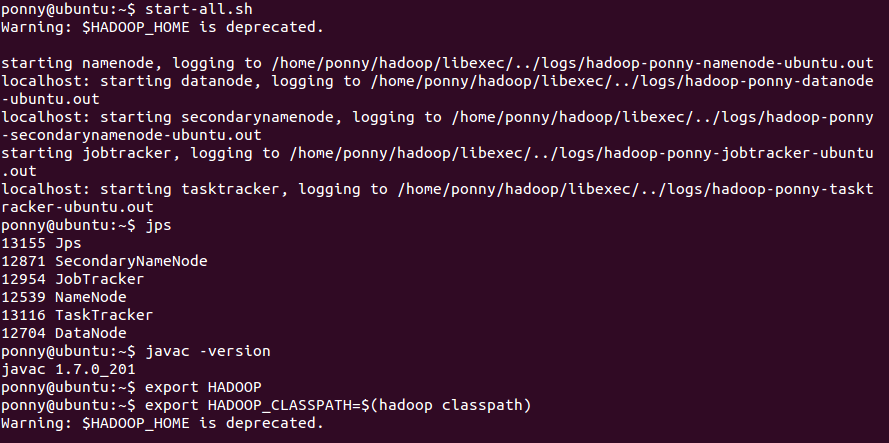 ponny@ubuntu:~$ start-all.sh
Warning: $HADOOP_HOME is deprecated.
starting namenode, logging to /home/ponny/hadoop/libexec/../logs/hadoop-ponny-namenode-ubuntu.out
localhost: starting datanode, logging to /home/ponny/hadoop/libexec/../logs/hadoop-ponny-datanode
-ubuntu.out
localhost: starting secondarynamenode, logging to /home/ponny/hadoop/libexec/../logs/hadoop-ponny
-secondarynamenode-ubuntu.out
starting jobtracker, logging to /home/ponny/hadoop/libexec/../logs/hadoop-ponny-jobtracker-ubuntu
.out
localhost: starting tasktracker, logging to /home/ponny/hadoop/libexec/../logs/hadoop-ponny-taskt
racker-ubuntu.out
ponny@ubuntu:~$ jps
13155 Jps
12871 SecondaryNameNode
12954 JobTracker
12539 NameNode
13116 TaskTracker
12704 DataNode
ponny@ubuntu:~$ javac -version
javac 1.7.0_201
ponny@ubuntu:~$ export HADOOP
ponny@ubuntu:~$ export HADOOP_CLASSPATH=$(hadoop classpath)
Warning: $HADOOP_HOME is deprecated.